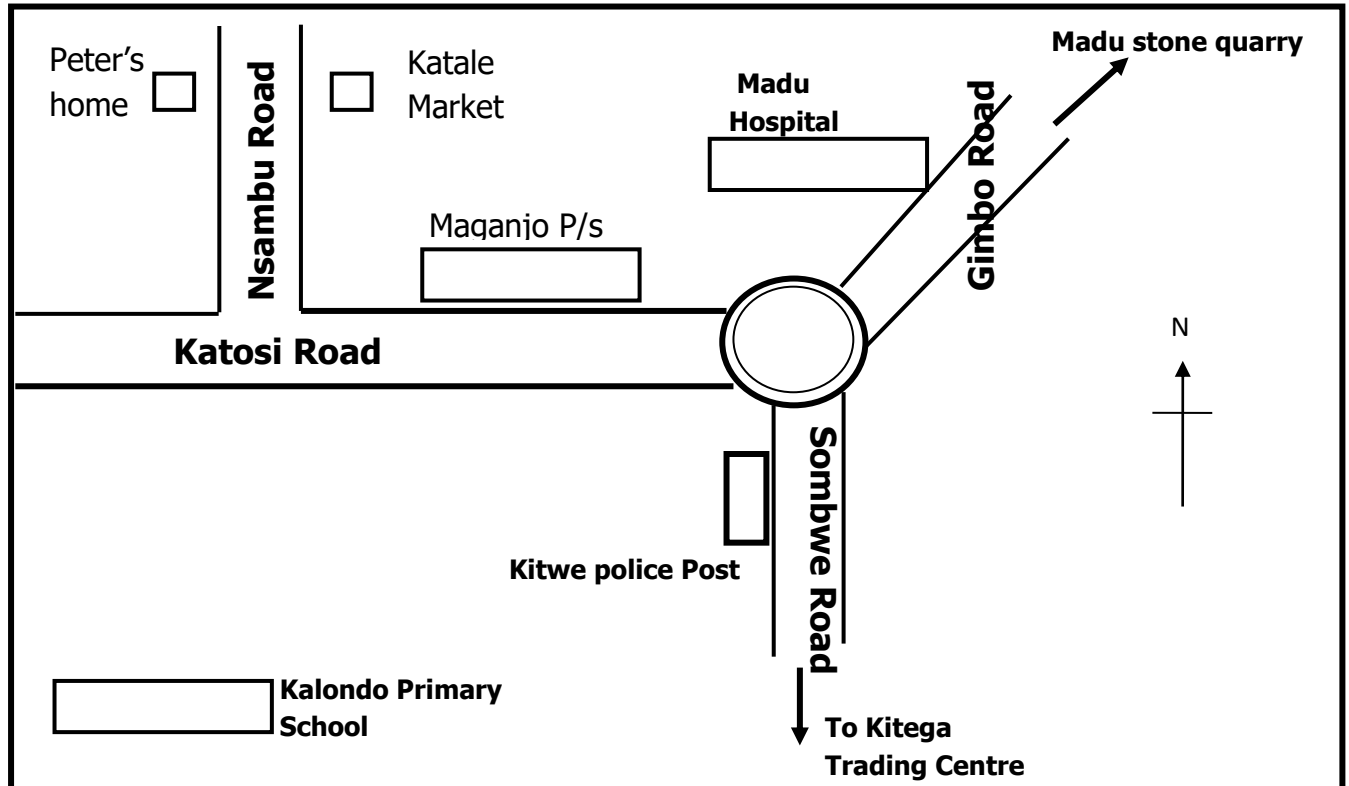 Peter's
home
Nsambu Road
Katale
Market
Madu
Hospital
Madu stone quarry
Gimbo Road
Maganjo P/s
Katosi Road
N
Sombwe Road
Kitwe police Post
Kalondo Primary
School
To Kitega
Trading Centre